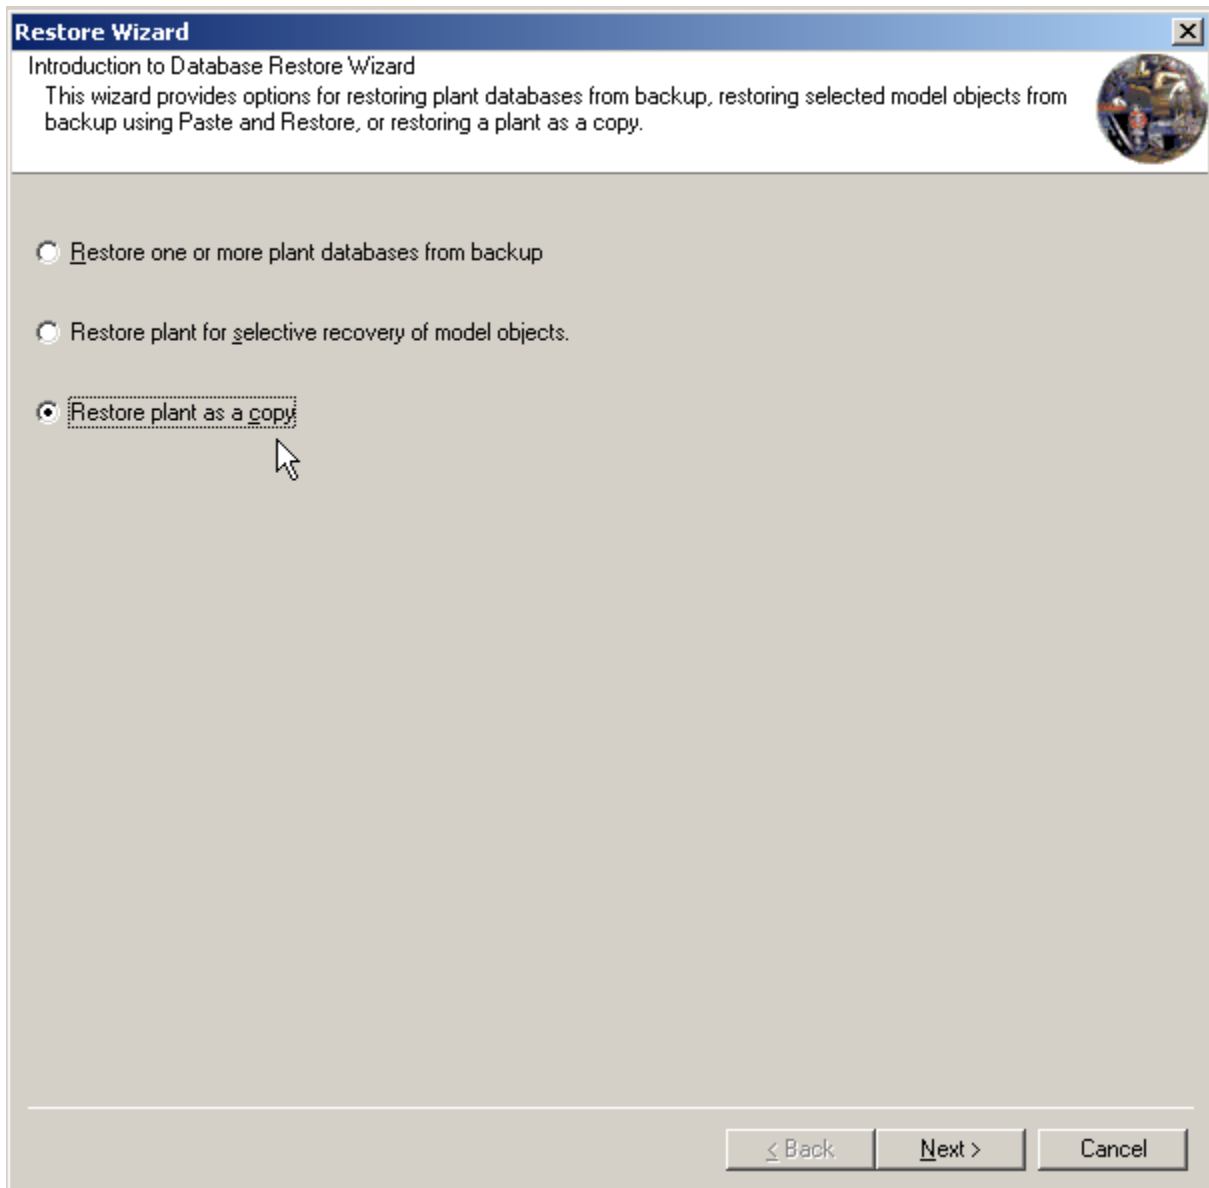 Restore Wizard
Introduction to Database Restore Wizard
This wizard provides options for restoring plant databases from backup, restoring selected model objects from
backup using Paste and Restore, or restoring a plant as a copy.
Restore one or more plant databases from backup
Restore plant for selective recovery of model objects.
Restore plant as a copy
< Back
Next >
Cancel